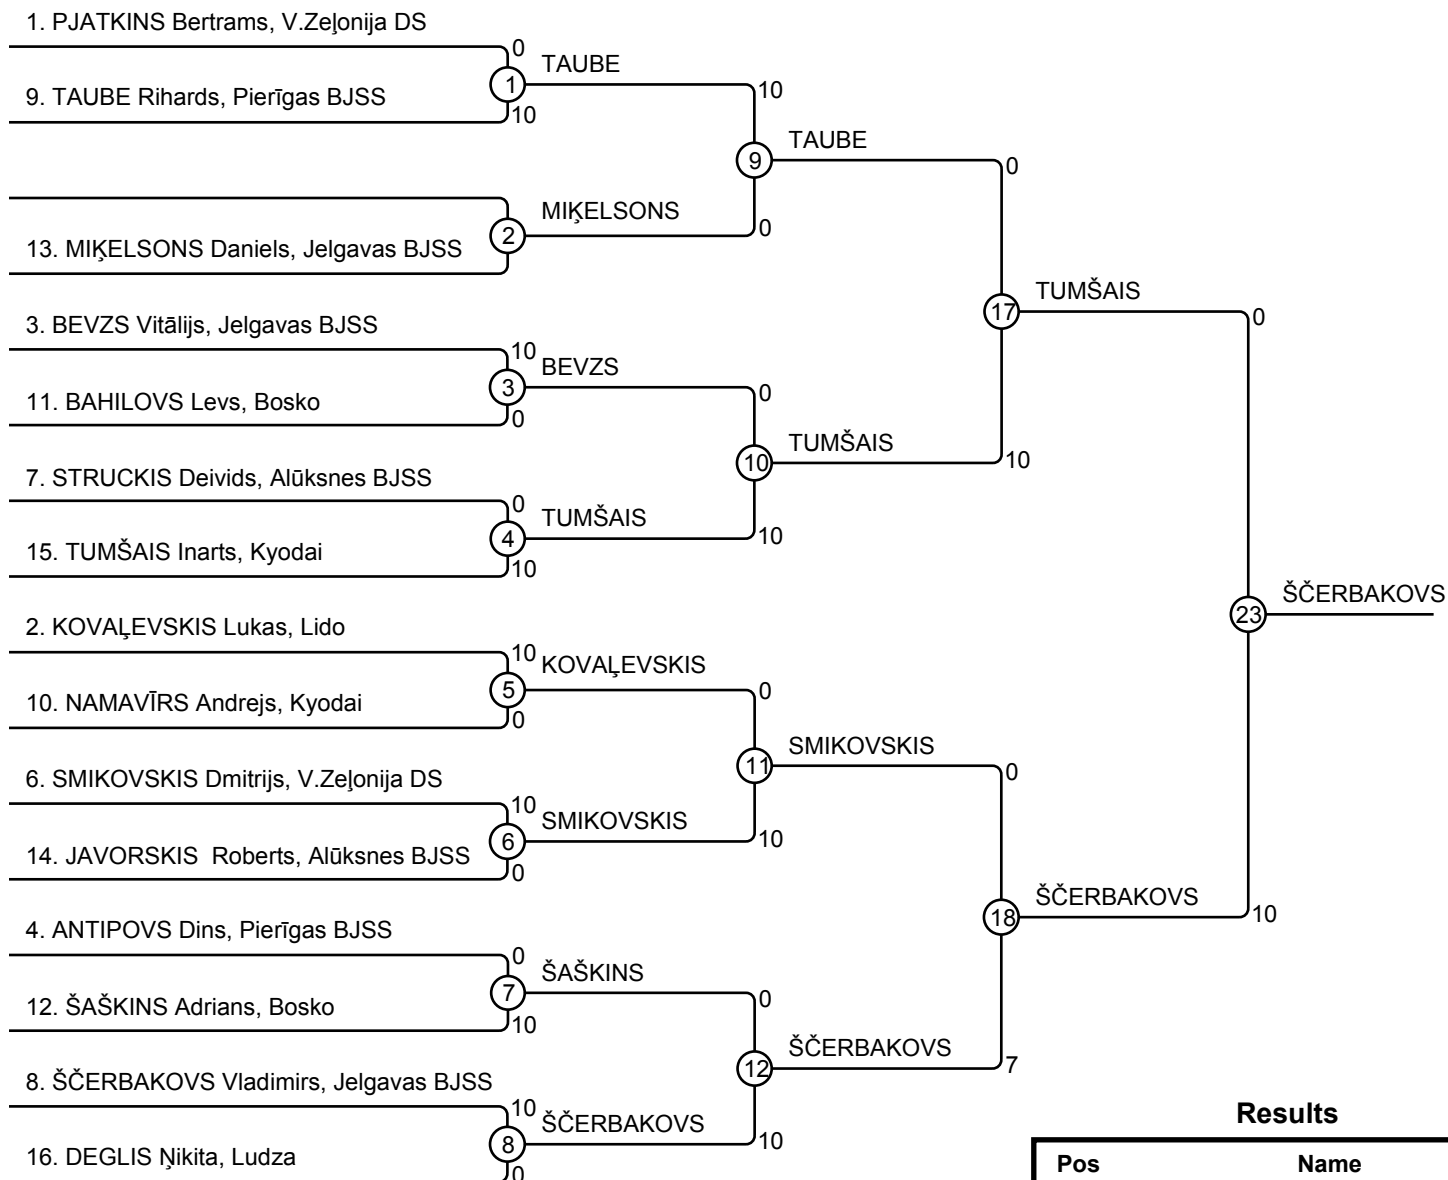 1. PJATKINS Bertrams, V.Zeļonija DS
0
TAUBE
1
10
9. TAUBE Rihards, Pierīgas BJSS
10
TAUBE
9
0
MIĶELSONS
2
0
13. MIĶELSONS Daniels, Jelgavas BJSS
TUMŠAIS
17
0
3. BEVZS Vitālijs, Jelgavas BJSS
10
BEVZS
3
0
11. BAHILOVS Levs, Bosko
0
TUMŠAIS
10
10
7. STRUCKIS Deivids, Alūksnes BJSS
0
TUMŠAIS
4
10
15. TUMŠAIS Inarts, Kyodai
10
ŠČERBAKOVS
23
2. KOVAĻEVSKIS Lukas, Lido
10
KOVAĻEVSKIS
5
0
10. NAMAVĪRS Andrejs, Kyodai
0
SMIKOVSKIS
11
0
6. SMIKOVSKIS Dmitrijs, V.Zeļonija DS
10
SMIKOVSKIS
6
10
14. JAVORSKIS  Roberts, Alūksnes BJSS
0
ŠČERBAKOVS
18
10
4. ANTIPOVS Dins, Pierīgas BJSS
0
ŠAŠKINS
7
0
12. ŠAŠKINS Adrians, Bosko
10
ŠČERBAKOVS
12
7
8. ŠČERBAKOVS Vladimirs, Jelgavas BJSS
10
ŠČERBAKOVS
8
10
16. DEGLIS Ņikita, Ludza
0
Results
Pos Name